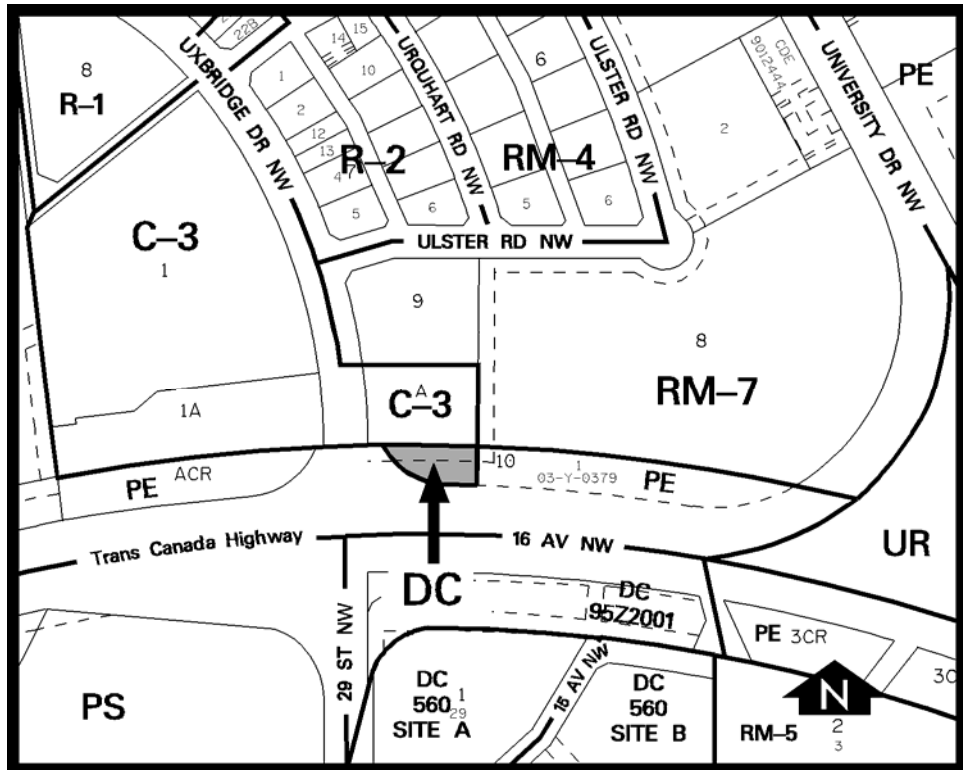 8
R-1
22B
UXBRIDGE DR NW
14
15
10
1
2
12
13
4 7
5
R-2
URQUHART RD NW
6
6
RM-4
5
6
ULSTER RD NW
2
CDE
9012444
UNIVERSITY DR NW
PE
C-3
1
ULSTER RD NW
9
8
A
C-3
RM-7
1A
10
1
03-Y-0379
PE
ACR
PE
Trans Canada Highway
16 AV NW
UR
DC
DC
95Z2001
PE 3CR
29 ST NW
PS
DC
560
SITE A
1
29
16 AV NW
DC
560
SITE B
RM-5
N
2
3